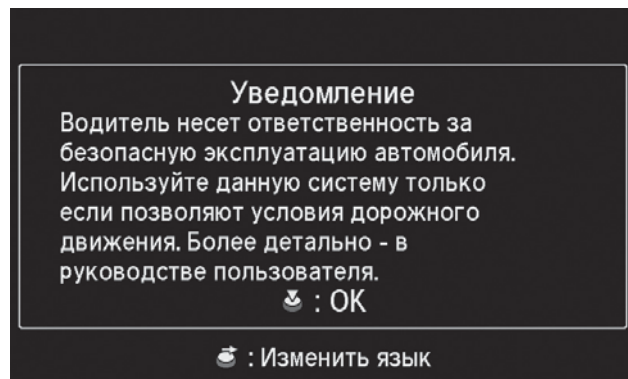 Уведомление
Водитель несет ответственность за
безопасную эксплуатацию автомобиля.
Используйте данную систему только
если позволяют условия дорожного
движения. Более детально - в
руководстве пользователя.
: OK
: Изменить язык